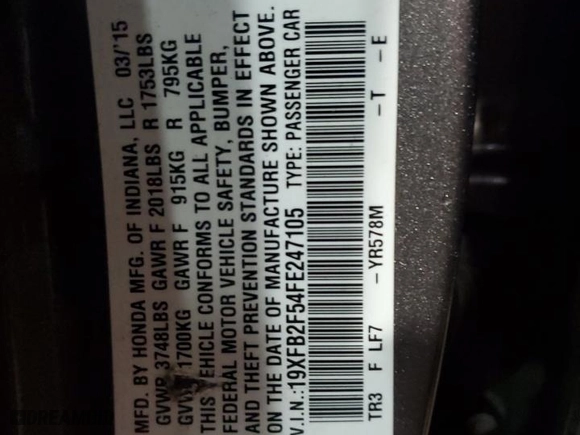 MFD. BY HONDA MFG. OF INDIANA, LLC 03/'15
GVWR 3748LBS GAWR F 2018LBS R 1753LBS
GVWR 1700KG GAWR F 915KG R 795KG
THIS VEHICLE CONFORMS TO ALL APPLICABLE
FEDERAL MOTOR VEHICLE SAFETY, BUMPER,
AND THEFT PREVENTION STANDARDS IN EFFECT
ON THE DATE OF MANUFACTURE SHOWN ABOVE.
V.I.N.:19XFB2F54FE247105 TYPE: PASSENGER CAR
TR3 F LF7 -YR578M -T -E